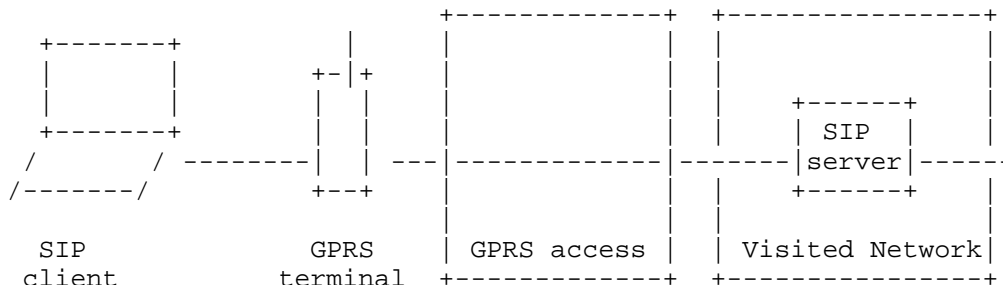 SIP
server
SIP GPRS GPRS access Visited Network
client terminal